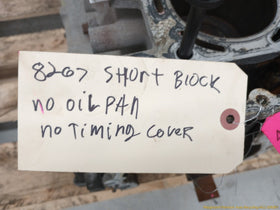 8207 SHORT BLOCK
no oil PAN
no Timing Cover